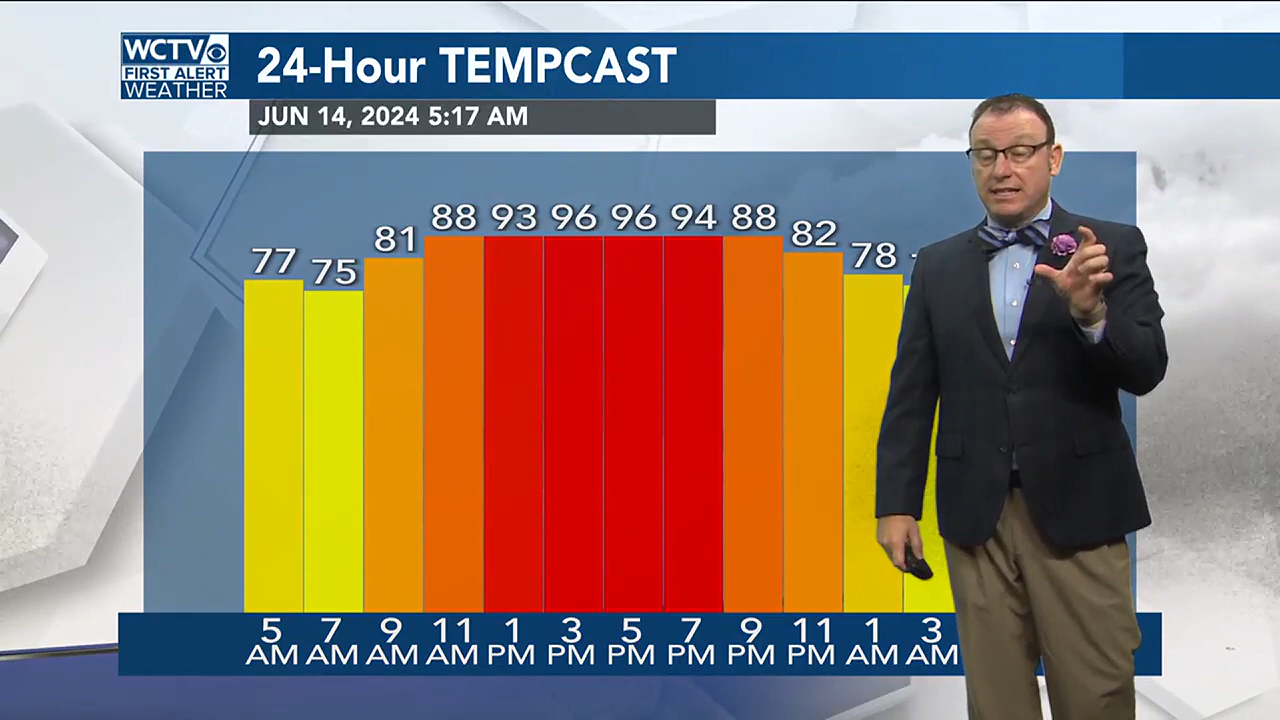 WCTV
FIRST ALERT
WEATHER
24-Hour TEMPCAST
JUN 14, 2024 5:17 AM
77 75 81 88 93 96 96 94 88 82 78
5 7 9 11 1 3 5 7 9 11 1 3
AM AM AM AM PM PM PM PM PM PM AM AM